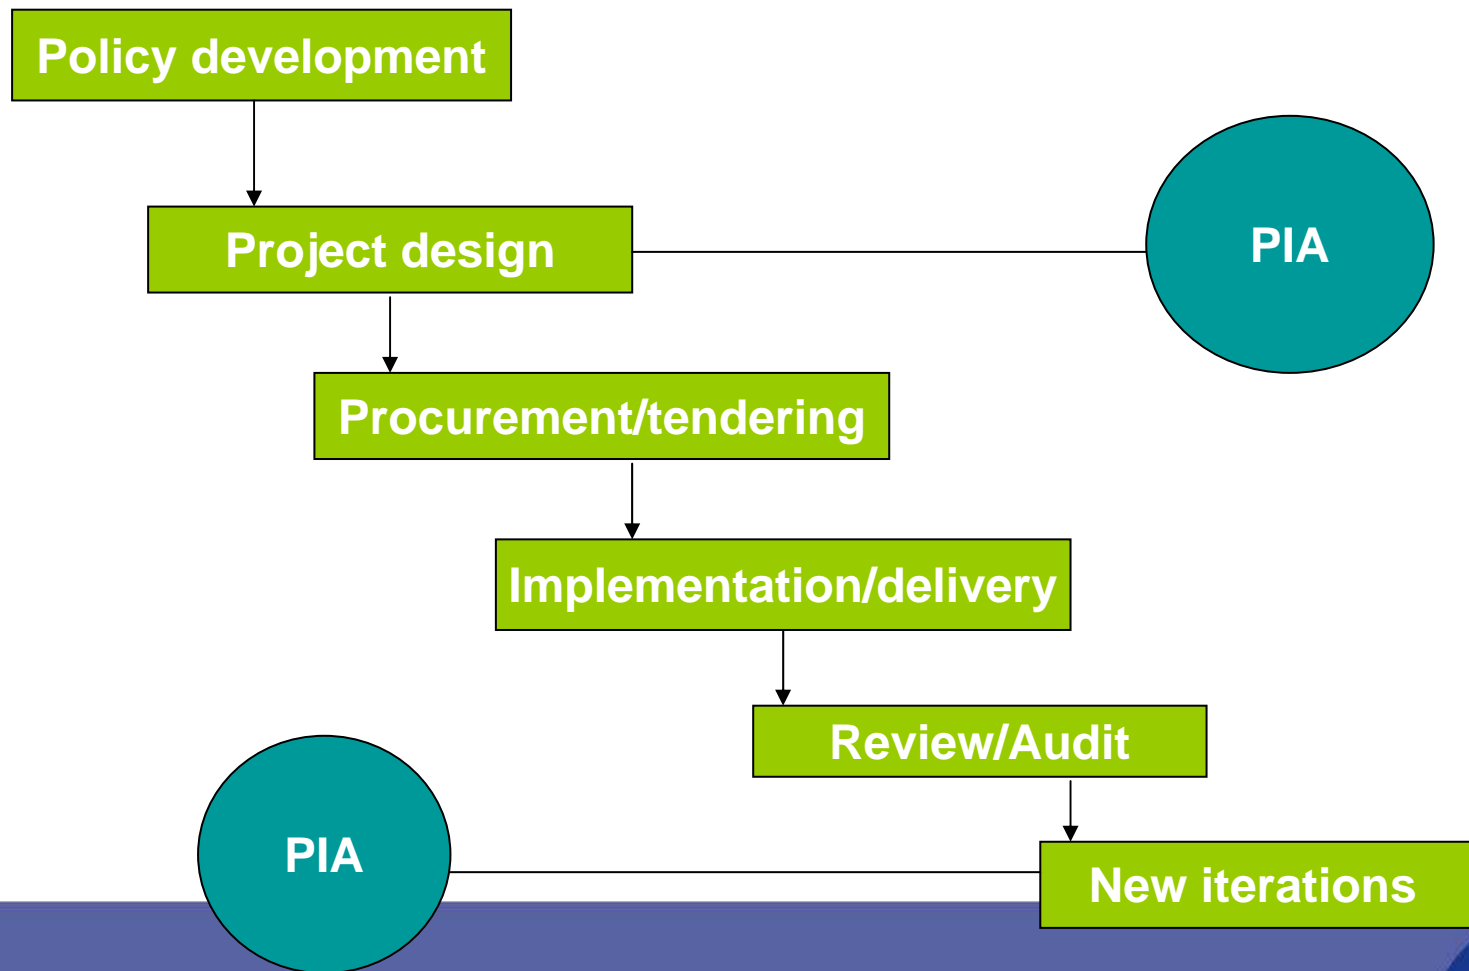 Policy development
Project design
PIA
Procurement/tendering
Implementation/delivery
Review/Audit
PIA
New iterations